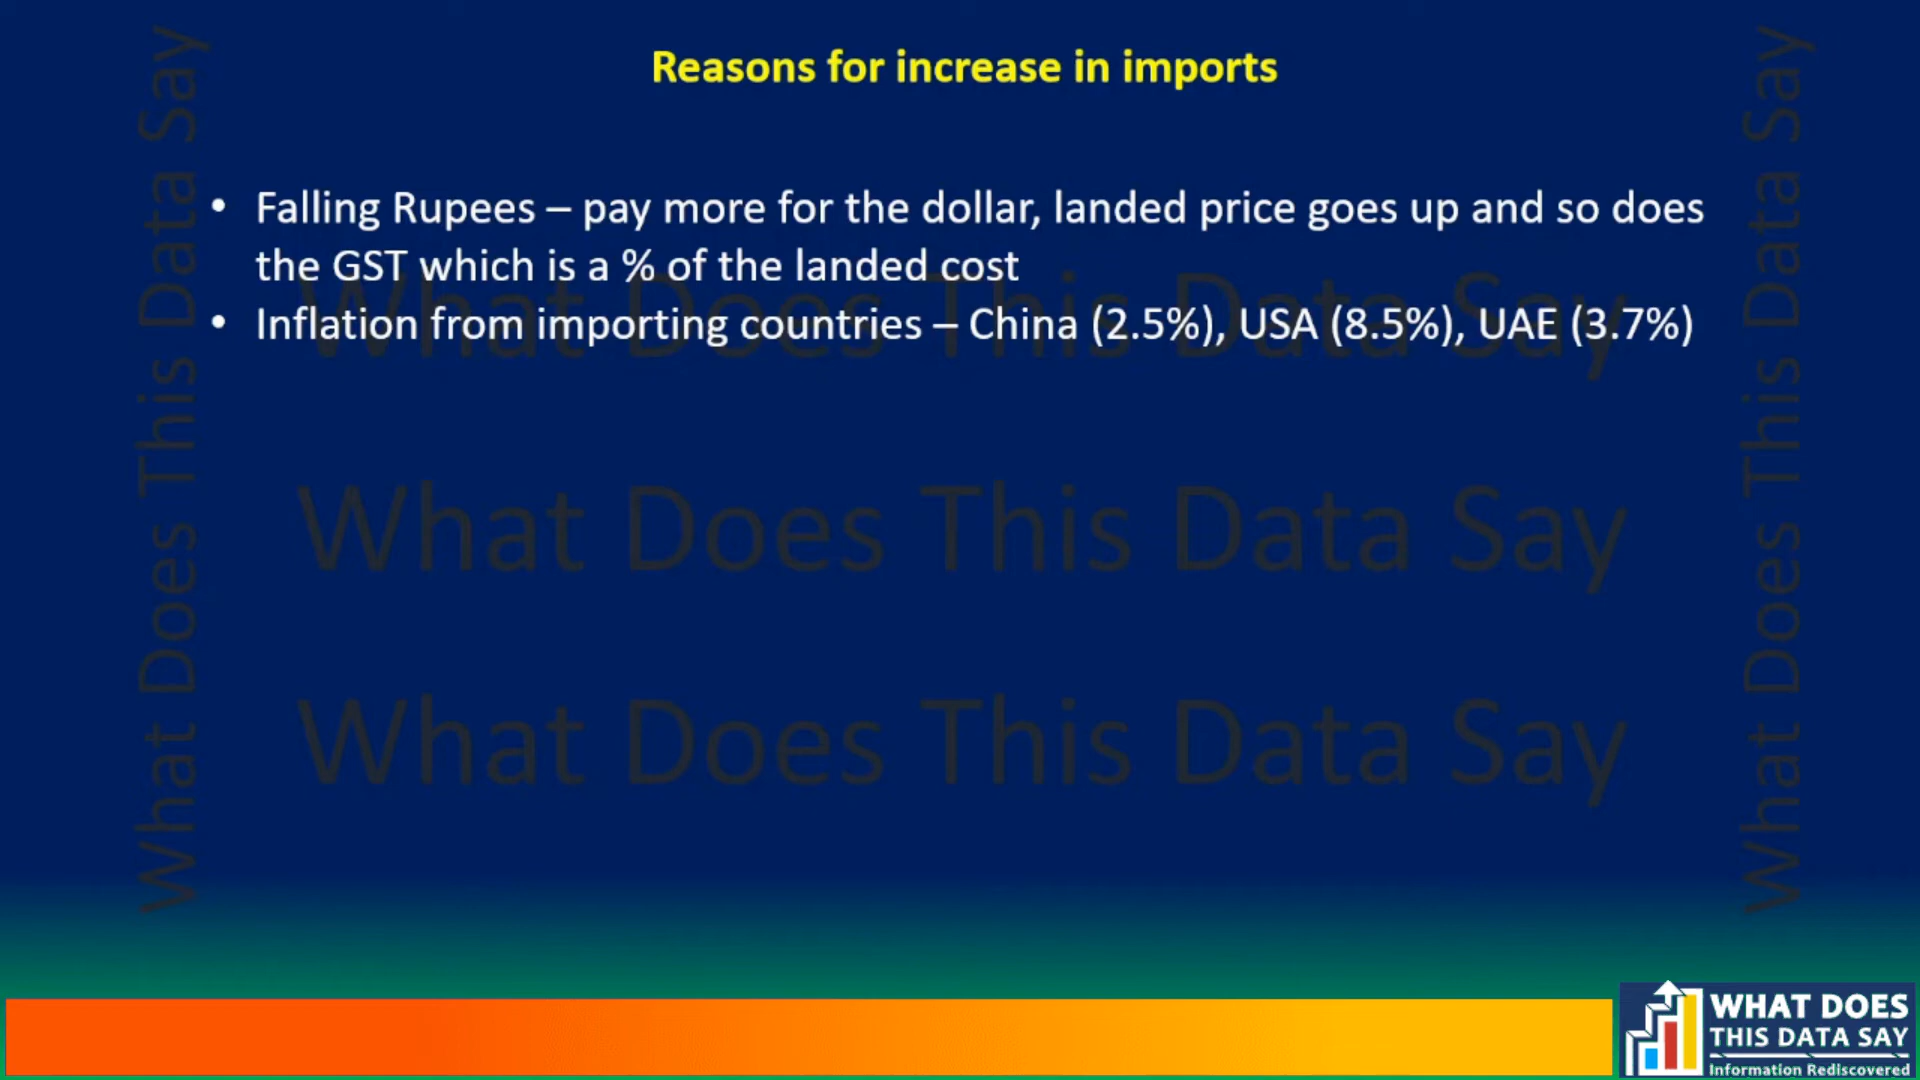 Reasons for increase in imports
• Falling Rupees – pay more for the dollar, landed price goes up and so does
the GST which is a % of the landed cost
• Inflation from importing countries – China (2.5%), USA (8.5%), UAE (3.7%)
What Does This Data Say
What Does This Data Say
What Does This Data Say
What Does This Data Say
What Does This Data Say
WHAT DOES
THIS DATA SAY
Information Rediscovered